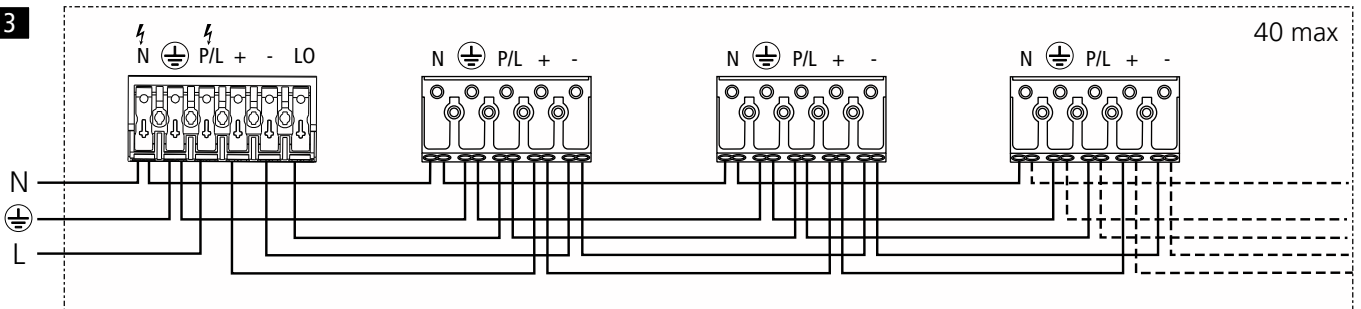 3
40 max
N P/L + - LO
N P/L + -
N P/L + -
N P/L + -
N
L